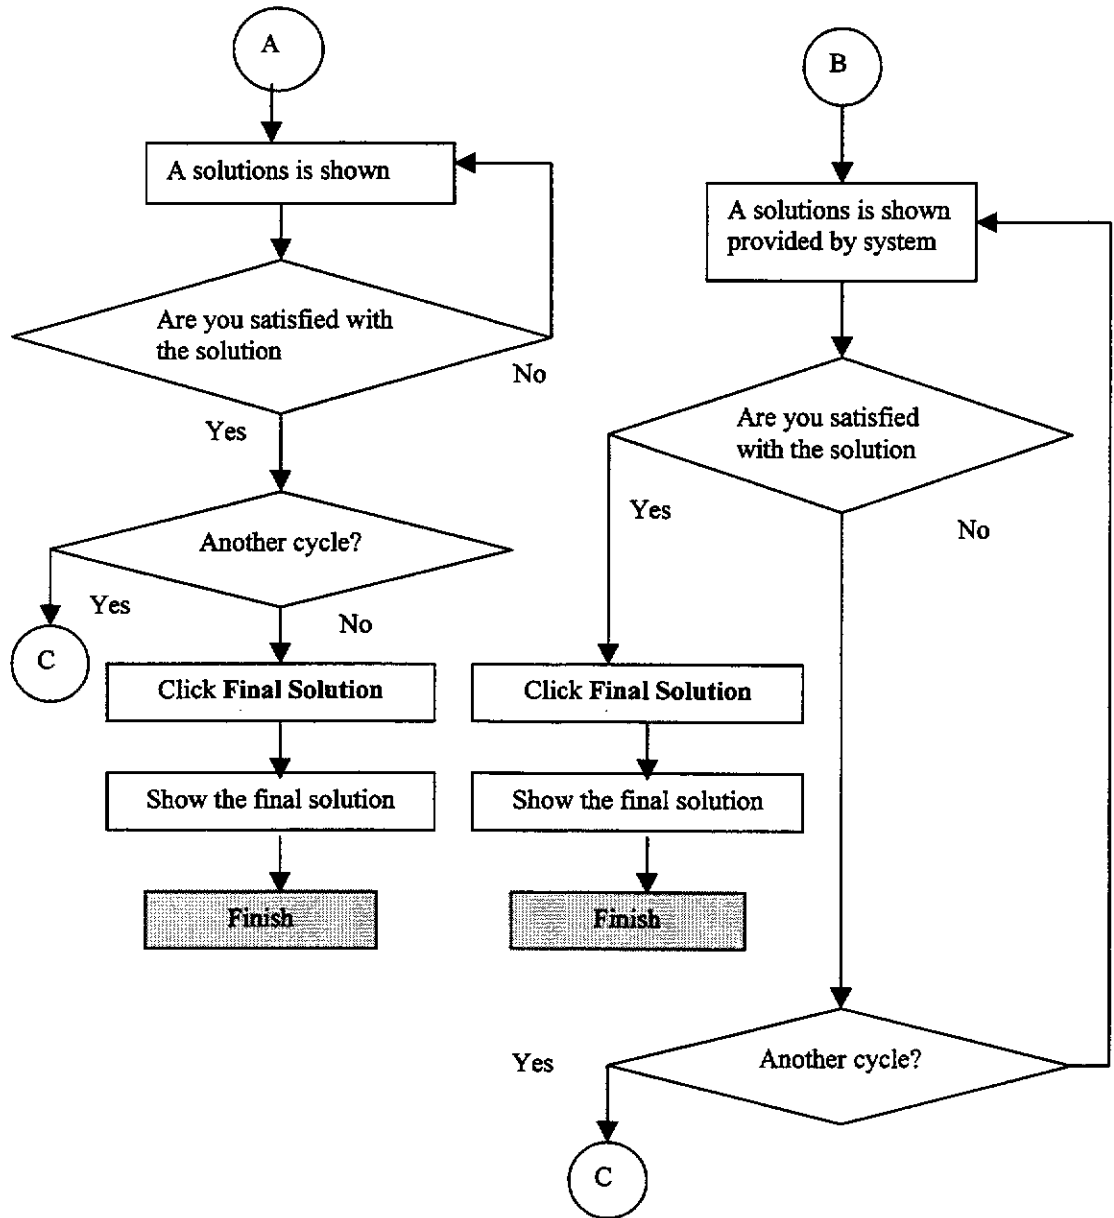 A
A solutions is shown
Are you satisfied with
the solution
No
Yes
Another cycle?
Yes
No
C
Click Final Solution
Show the final solution
Finish
B
A solutions is shown
provided by system
Are you satisfied
with the solution
Yes
No
Click Final Solution
Show the final solution
Finish
Another cycle?
Yes
C